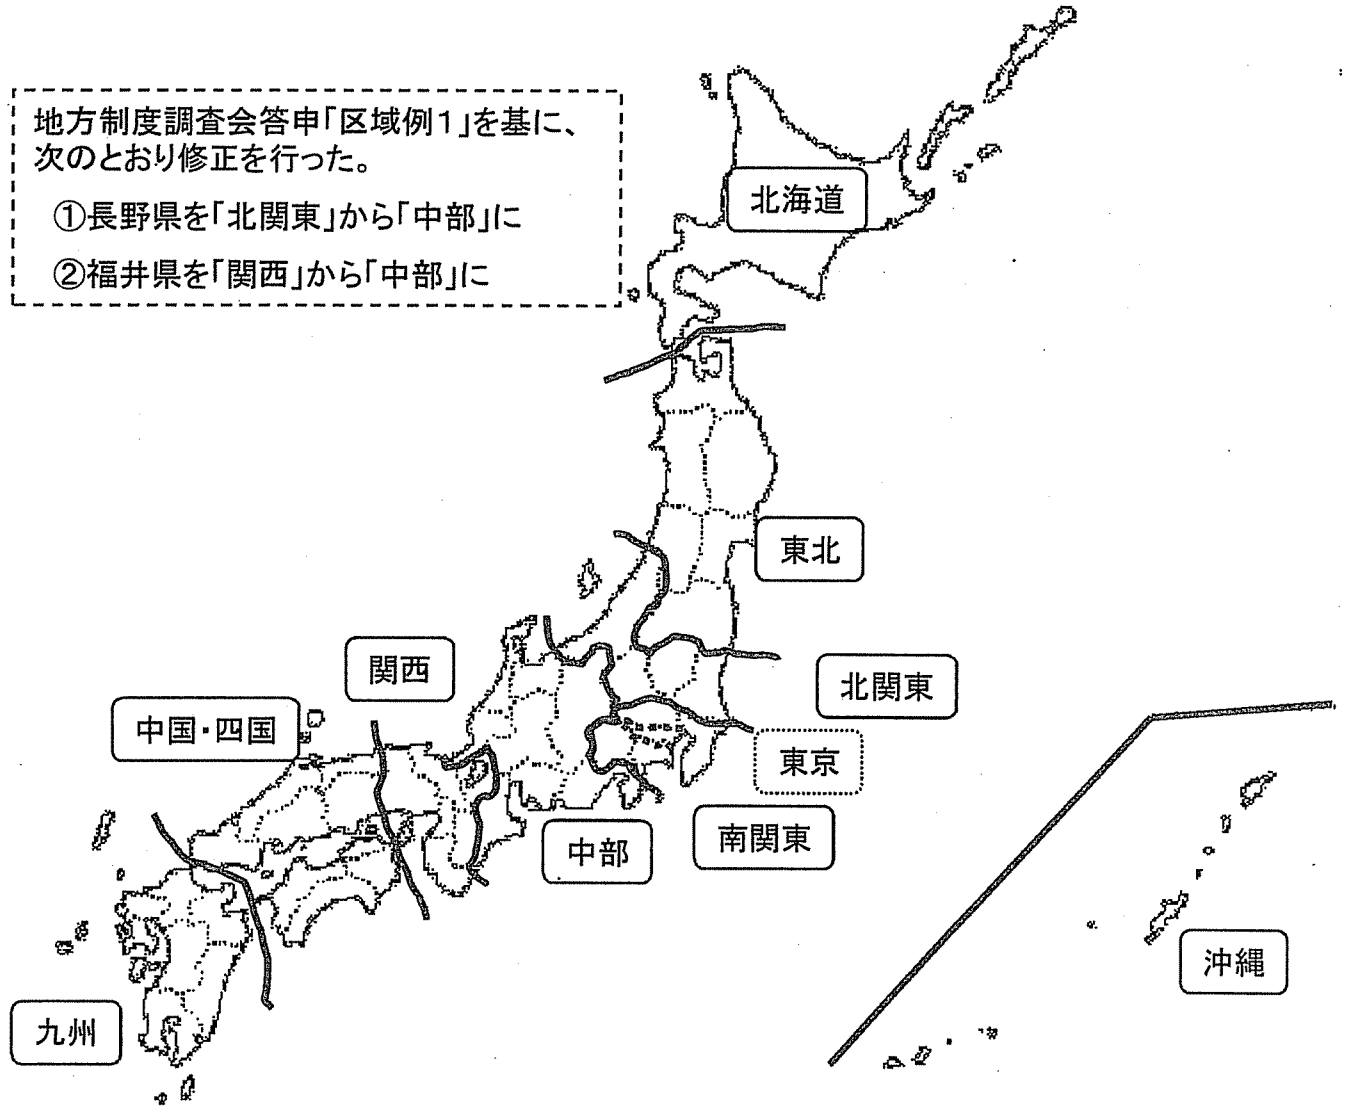 地方制度調査会答申｢区域例１｣を基に、
次のとおり修正を行った。
①長野県を｢北関東｣から｢中部｣に
②福井県を｢関西｣から｢中部｣に
北海道
東北
関西
北関東
中国・四国
東京
中部
南関東
沖縄
九州